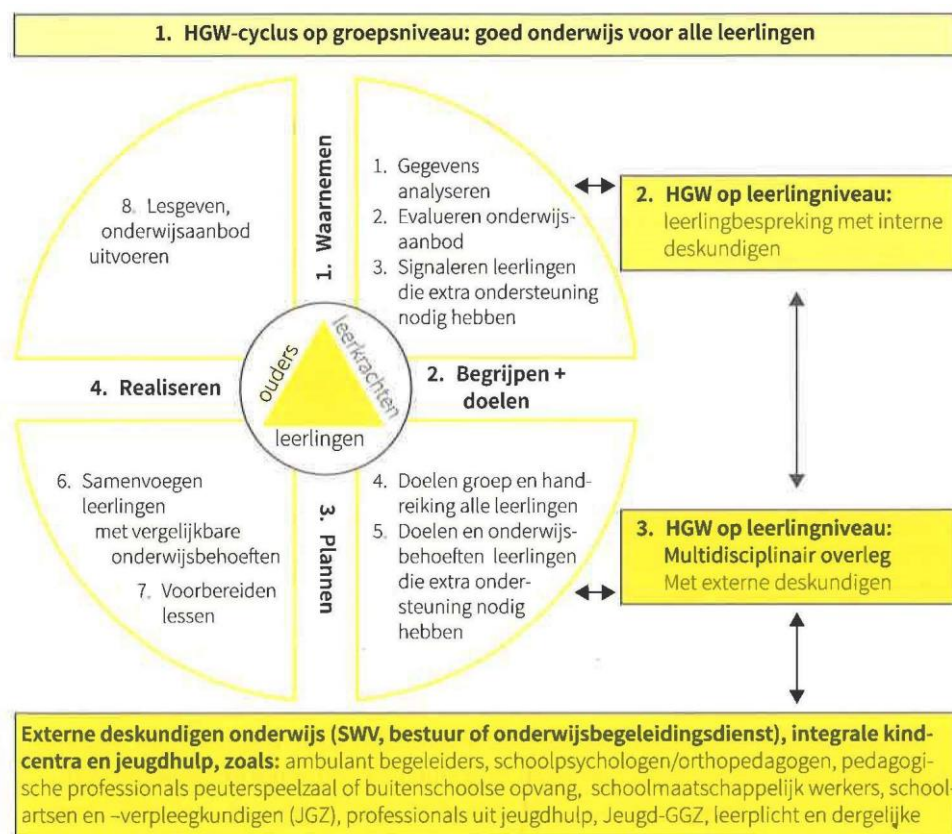 1. HGW-cyclus op groepsniveau: goed onderwijs voor alle leerlingen
1. Waarnemen
8. Lesgeven,
onderwijsaanbod
uitvoeren
1. Gegevens
analyseren
2. Evalueren onderwijs-
aanbod
3. Signaleren leerlingen
die extra ondersteuning
nodig hebben
2. HGW op leerlingniveau:
leerlingbespreking met interne
deskundigen
4. Realiseren
ouders
leerkrachten
leerlingen
2. Begrijpen +
doelen
6. Samenvoegen
leerlingen
met vergelijkbare
onderwijsbehoeften
7. Voorbereiden
lessen
3. Plannen
4. Doelen groep en hand-
reiking alle leerlingen
5. Doelen en onderwijs-
behoeften leerlingen
die extra onder-
steuning nodig
hebben
3. HGW op leerlingniveau:
Multidisciplinair overleg
Met externe deskundigen
Externe deskundigen onderwijs (SWV, bestuur of onderwijsbegeleidingsdienst), integrale kind-
centra en jeugdhulp, zoals: ambulant begeleiders, schoolpsychologen/orthopedagogen, pedagogi-
sche professionals peuterspeelzaal of buitenschoolse opvang, schoolmaatschappelijk werkers, school-
artsen en –verpleegkundigen (JGZ), professionals uit jeugdhulp, Jeugd-GGZ, leerplicht en dergelijke